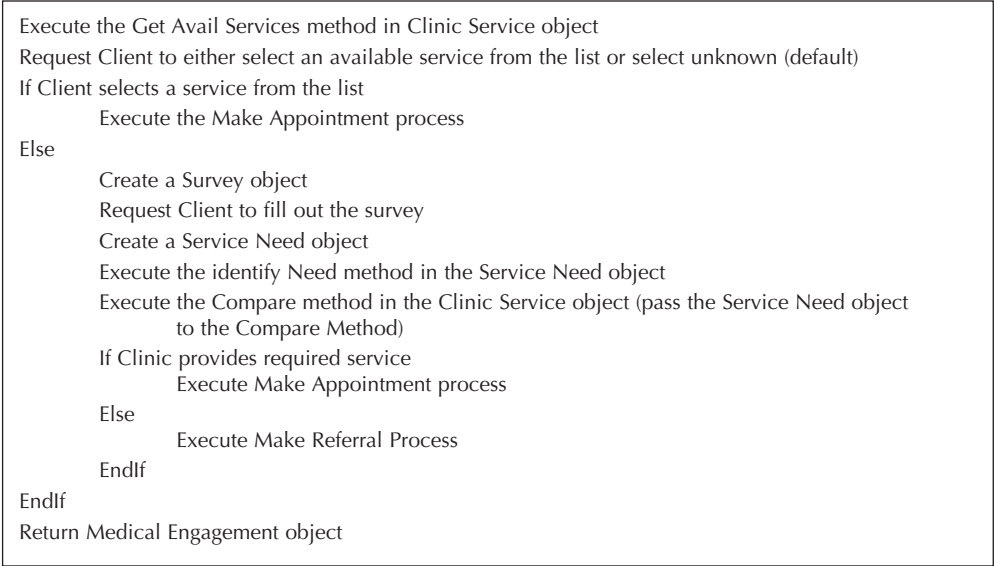 Execute the Get Avail Services method in Clinic Service object
Request Client to either select an available service from the list or select unknown (default)
If Client selects a service from the list
Execute the Make Appointment process
Else
Create a Survey object
Request Client to fill out the survey
Create a Service Need object
Execute the identify Need method in the Service Need object
Execute the Compare method in the Clinic Service object (pass the Service Need object
to the Compare Method)
If Clinic provides required service
Execute Make Appointment process
Else
Execute Make Referral Process
EndIf
EndIf
Return Medical Engagement object